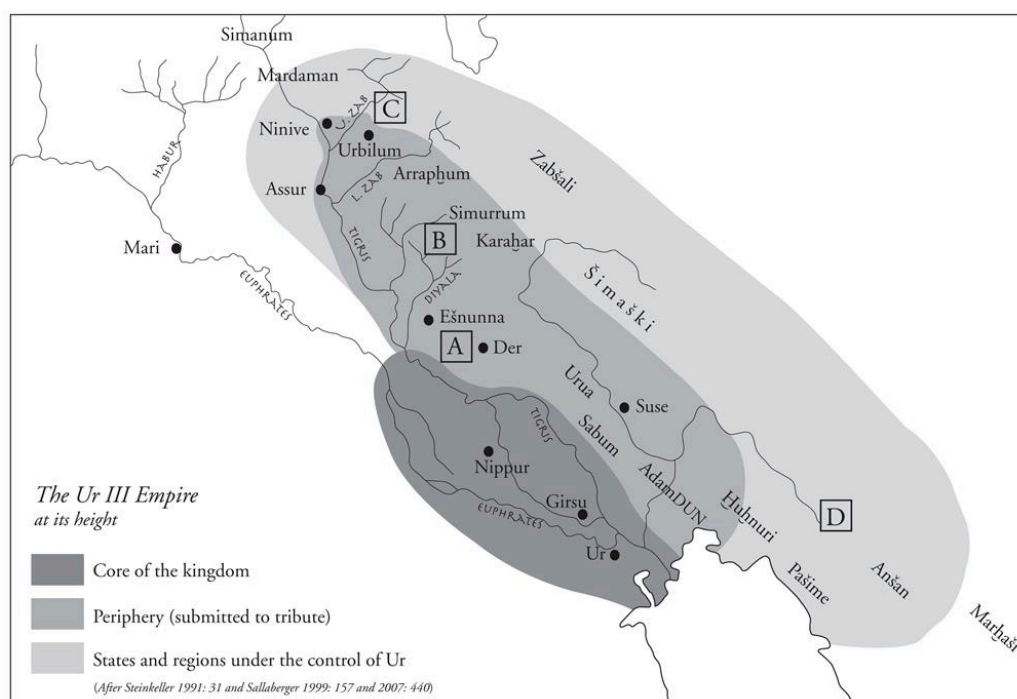 Simanum
Mardaman
HABUR
Ninive
U. ZAB
C
Urbilum
Zabšali
Assur
L. ZAB
Arrapḫum
Simurrum
Mari
TIGRIS
B
Karaḫar
EUPHRATES
DIYALA
Šimaški
Ešnunna
A
Der
Urua
Suse
Sabum
TIGRIS
Nippur
AdamDUN
Girsu
EUPHRATES
Ḫuḫnuri
D
Ur
Pašime
Anšan
Marḫaši
The Ur III Empire
at its height
Core of the kingdom
Periphery (submitted to tribute)
States and regions under the control of Ur
(After Steinkeller 1991: 31 and Sallaberger 1999: 157 and 2007: 440)